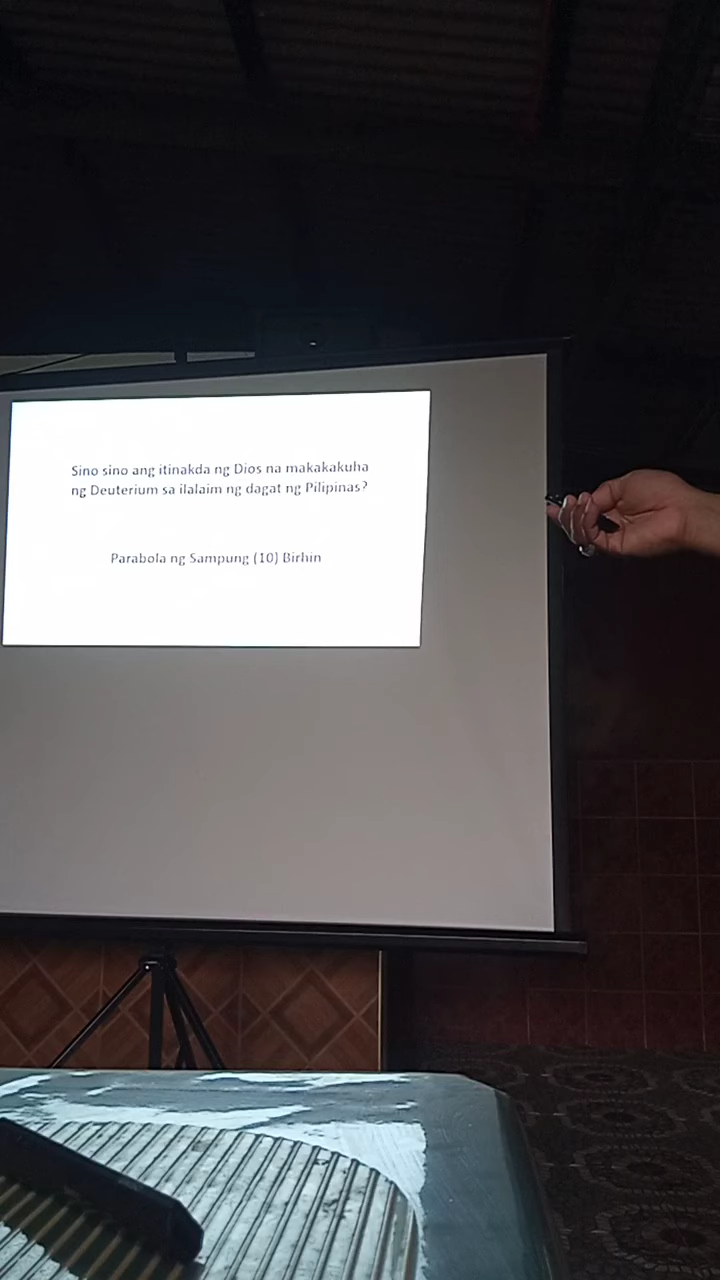 Sino sino ang itinakda ng Dios na makakakuha
ng Deuterium sa ilalaim ng dagat ng Pilipinas?
Parabola ng Sampung (10) Birhin